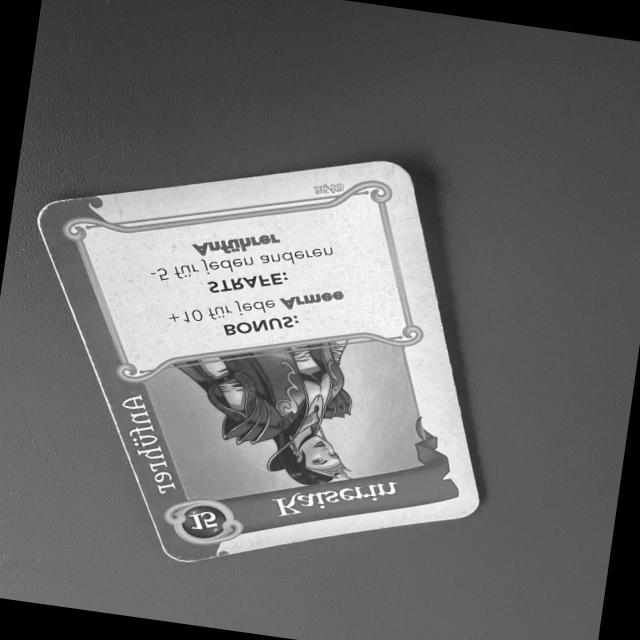 15
Kaiserin
Anführer
BONUS:
+10 für jede Armee
STRAFE:
-5 für jeden anderen
Anführer